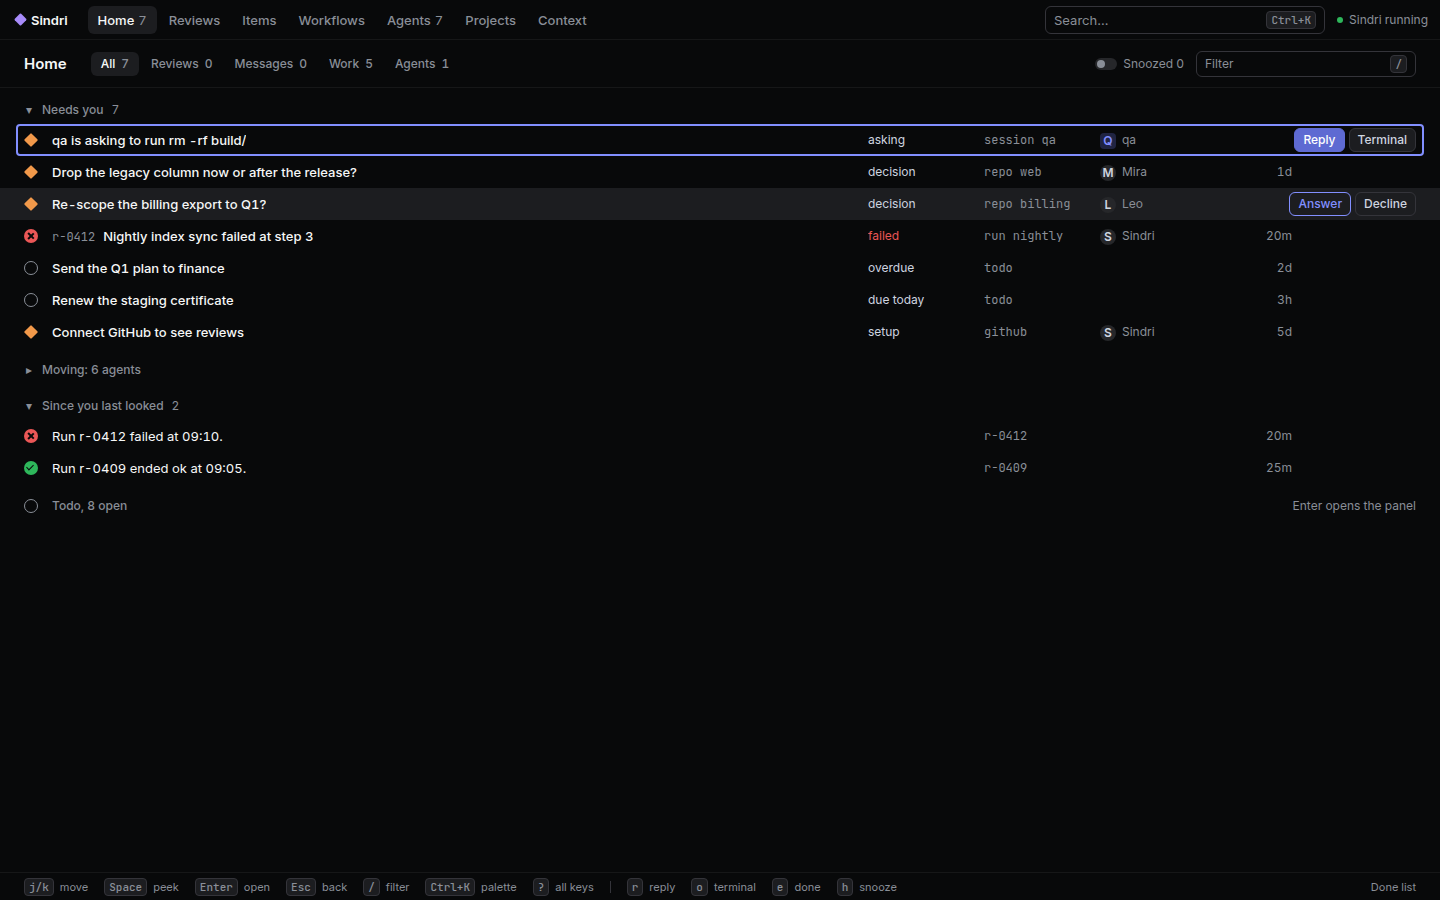 Sindri Home 7 Reviews Items Workflows Agents 7 Projects Context Search... Ctrl+K Sindri running
Home All 7 Reviews 0 Messages 0 Work 5 Agents 1 Snoozed 0 Filter /
Needs you 7
qa is asking to run rm -rf build/ asking session qa Q qa Reply Terminal
Drop the legacy column now or after the release? decision repo web M Mira 1d
Re-scope the billing export to Q1? decision repo billing L Leo Answer Decline
r-0412 Nightly index sync failed at step 3 failed run nightly S Sindri 20m
Send the Q1 plan to finance overdue todo 2d
Renew the staging certificate due today todo 3h
Connect GitHub to see reviews setup github S Sindri 5d
Moving: 6 agents
Since you last looked 2
Run r-0412 failed at 09:10. r-0412 20m
Run r-0409 ended ok at 09:05. r-0409 25m
Todo, 8 open Enter opens the panel
j/k move Space peek Enter open Esc back / filter Ctrl+K palette ? all keys r reply o terminal e done h snooze Done list